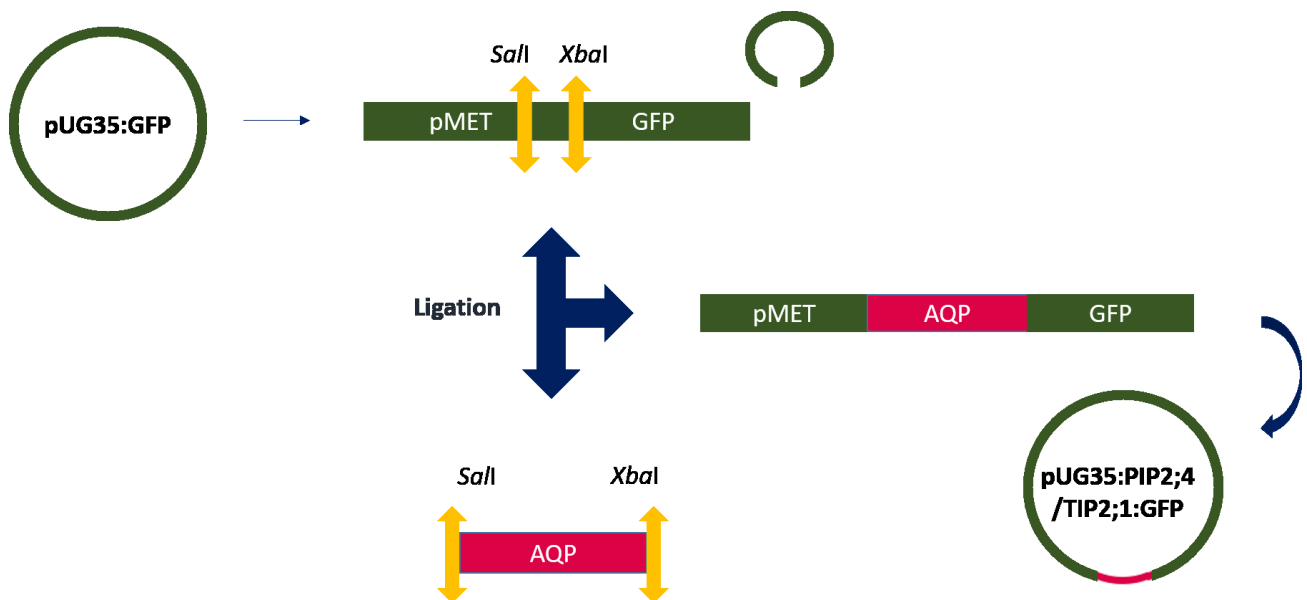 SalI XbaI
pUG35:GFP
pMET GFP
Ligation
pMET AQP GFP
SalI XbaI
AQP
pUG35:PIP2;4
/TIP2;1:GFP